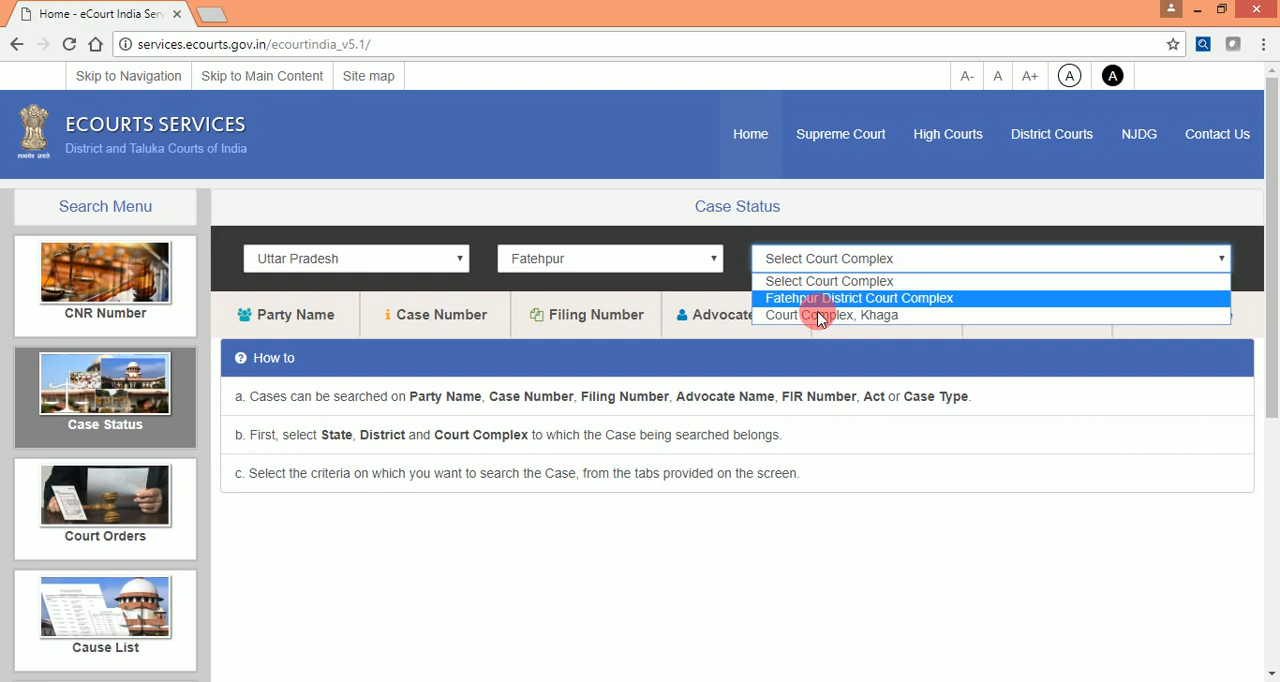 Home - eCourt India Ser
services.ecourts.gov.in/ecourtindia_v5.1/
Skip to Navigation
Skip to Main Content
Site map
A-
A
A+
A
A
ECOURTS SERVICES
District and Taluka Courts of India
Home
Supreme Court
High Courts
District Courts
NJDG
Contact Us
Search Menu
Case Status
CNR Number
Case Status
Court Orders
Cause List
Uttar Pradesh
Fatehpur
Select Court Complex
Select Court Complex
Fatehpur District Court Complex
Court Complex, Khaga
Party Name
Case Number
Filing Number
Advocate
How to
a. Cases can be searched on Party Name, Case Number, Filing Number, Advocate Name, FIR Number, Act or Case Type.
b. First, select State, District and Court Complex to which the Case being searched belongs.
c. Select the criteria on which you want to search the Case, from the tabs provided on the screen.